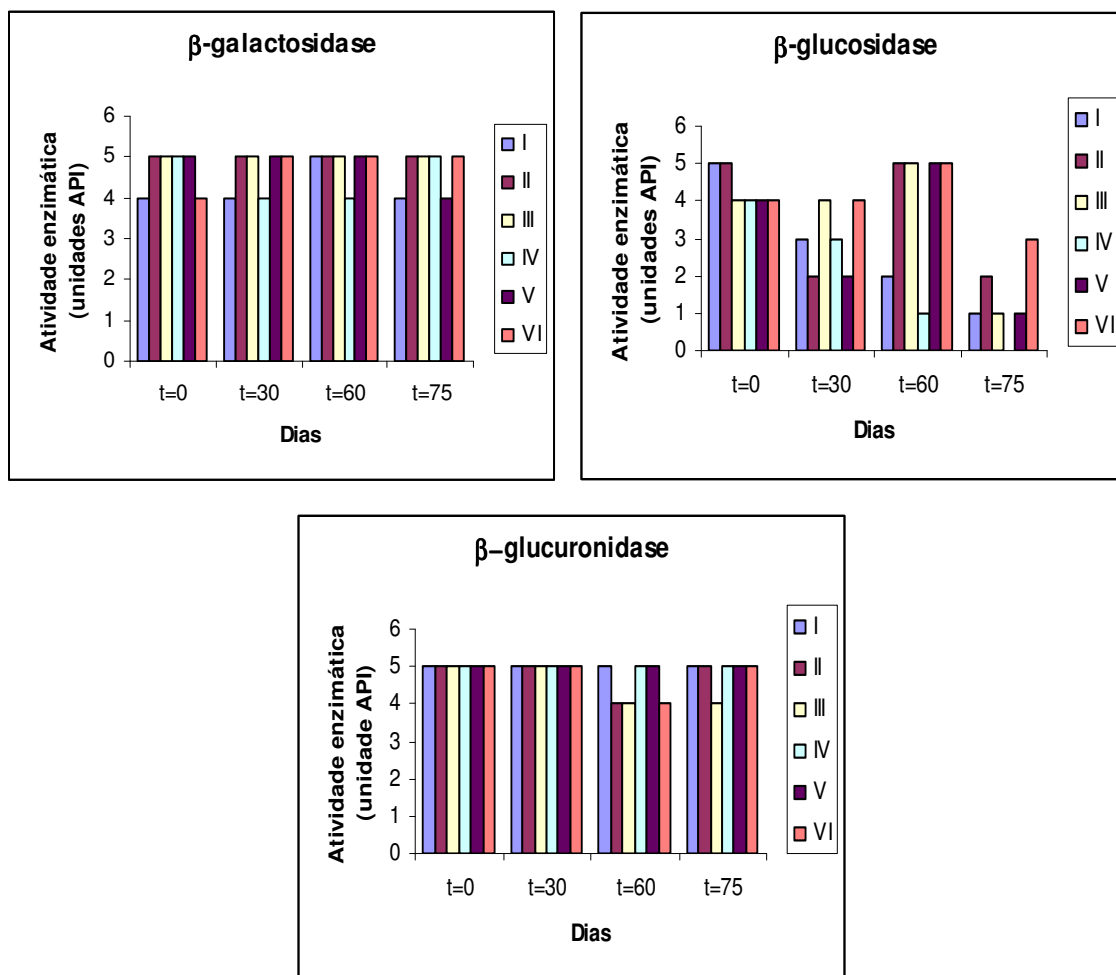 β-galactosidase
Atividade enzimática
(unidades API)
6
5
4
3
2
1
0
t=0 t=30 t=60 t=75
Dias
I
II
III
IV
V
VI
β-glucosidase
Atividade enzimática
(unidades API)
6
5
4
3
2
1
0
t=0 t=30 t=60 t=75
Dias
I
II
III
IV
V
VI
β-glucuronidase
Atividade enzimática
(unidade API)
6
5
4
3
2
1
0
t=0 t=30 t=60 t=75
Dias
I
II
III
IV
V
VI